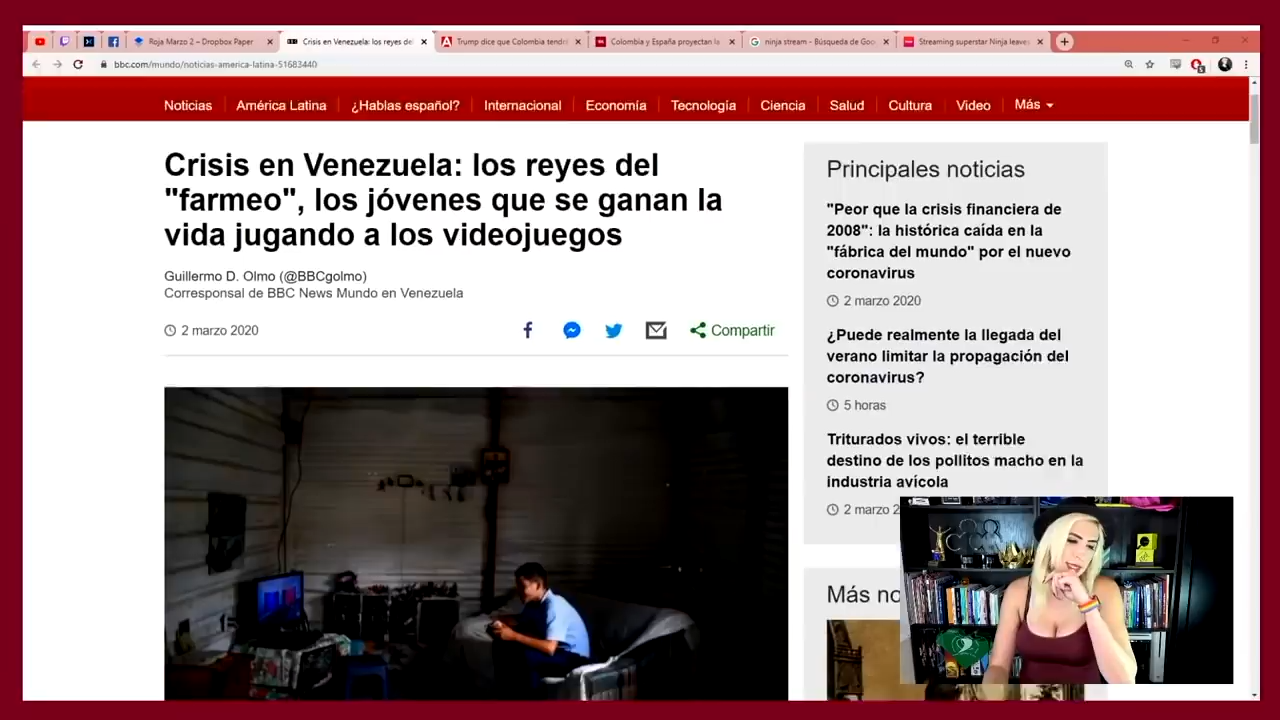 Roja Marzo 2 – Dropbox Paper
Crisis en Venezuela: los reyes del
Trump dice que Colombia tendrá
Colombia y España proyectan la
ninja stream - Búsqueda de Goo
Streaming superstar Ninja leaves
bbc.com/mundo/noticias-america-latina-51683440
Noticias
América Latina
¿Hablas español?
Internacional
Economía
Tecnología
Ciencia
Salud
Cultura
Video
Más
Crisis en Venezuela: los reyes del
"farmeo", los jóvenes que se ganan la
vida jugando a los videojuegos
Guillermo D. Olmo (@BBCgolmo)
Corresponsal de BBC News Mundo en Venezuela
2 marzo 2020
Compartir
Principales noticias
"Peor que la crisis financiera de
2008": la histórica caída en la
"fábrica del mundo" por el nuevo
coronavirus
2 marzo 2020
¿Puede realmente la llegada del
verano limitar la propagación del
coronavirus?
5 horas
Triturados vivos: el terrible
destino de los pollitos macho en la
industria avícola
2 marzo 2
Más no